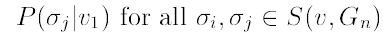 P(σ_j|v_1) for all σ_i, σ_j ∈ S(v, G_n)